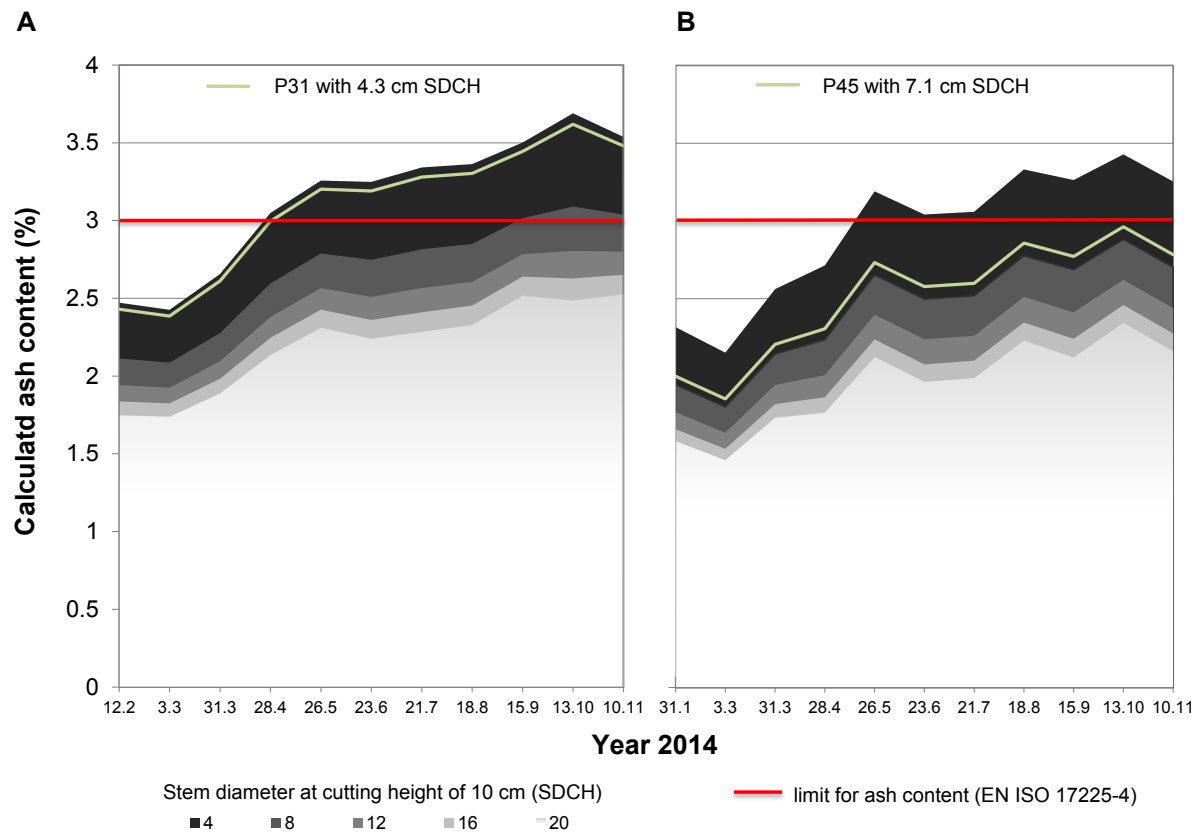 A
B
P31 with 4.3 cm SDCH
P45 with 7.1 cm SDCH
Calculatd ash content (%)
4
3.5
3
2.5
2
1.5
1
0.5
0
12.2 3.3 31.3 28.4 26.5 23.6 21.7 18.8 15.9 13.10 10.11
31.1 3.3 31.3 28.4 26.5 23.6 21.7 18.8 15.9 13.10 10.11
Year 2014
Stem diameter at cutting height of 10 cm (SDCH)
4 8 12 16 20
limit for ash content (EN ISO 17225-4)